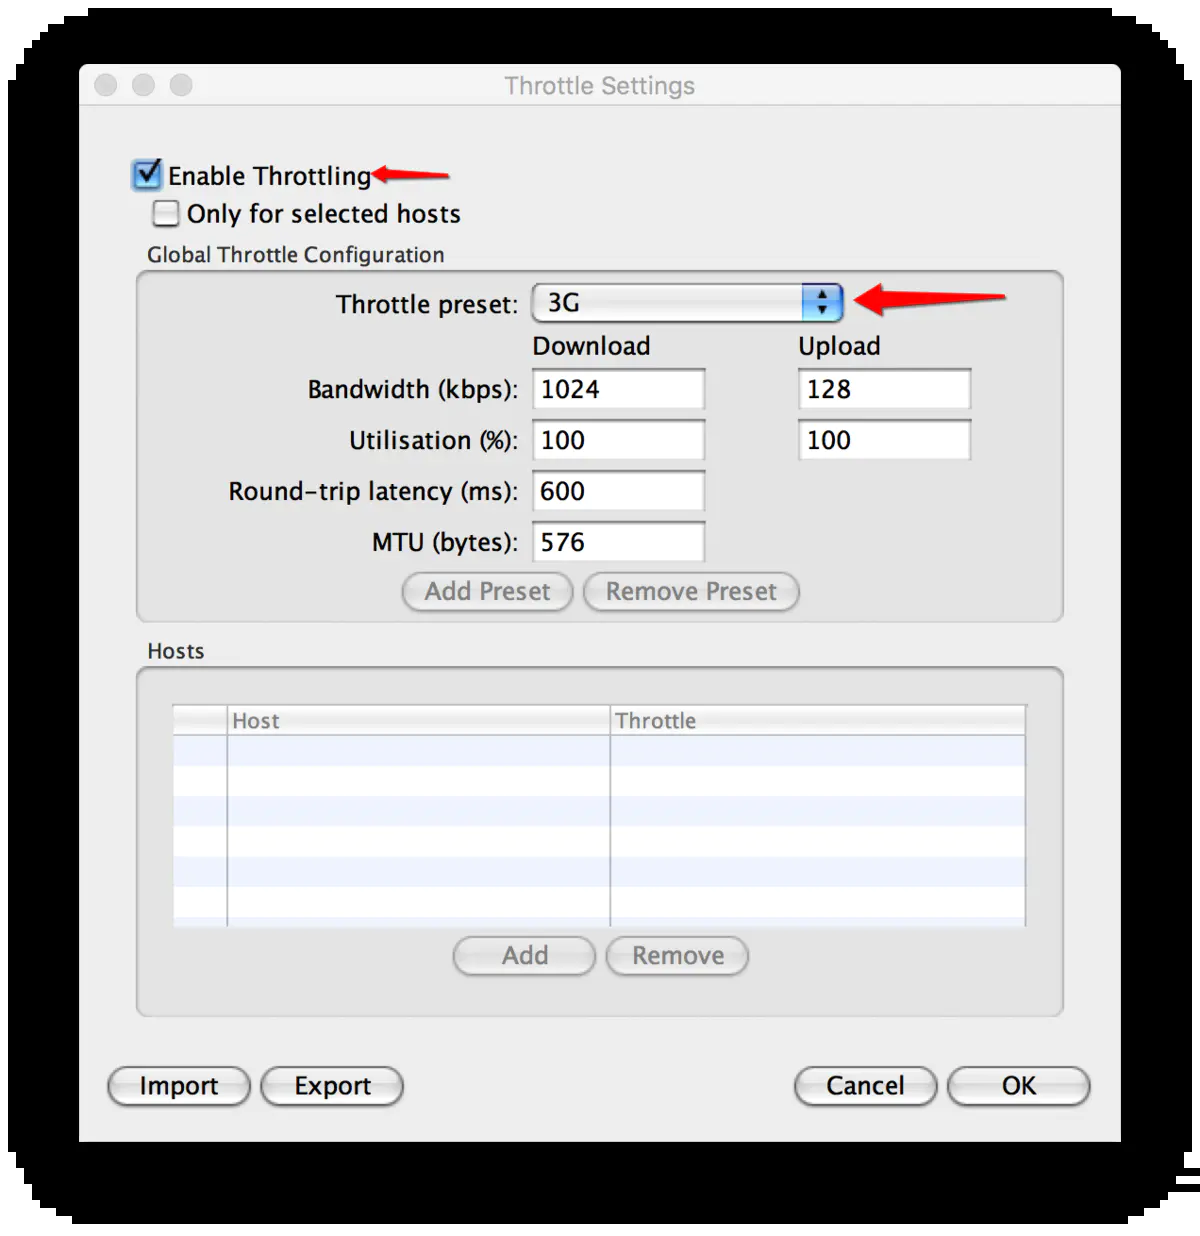 Throttle Settings
Enable Throttling
Only for selected hosts
Global Throttle Configuration
Throttle preset: 3G
Download Upload
Bandwidth (kbps): 1024 128
Utilisation (%): 100 100
Round-trip latency (ms): 600
MTU (bytes): 576
Add Preset Remove Preset
Hosts
Host Throttle
Add Remove
Import Export Cancel OK